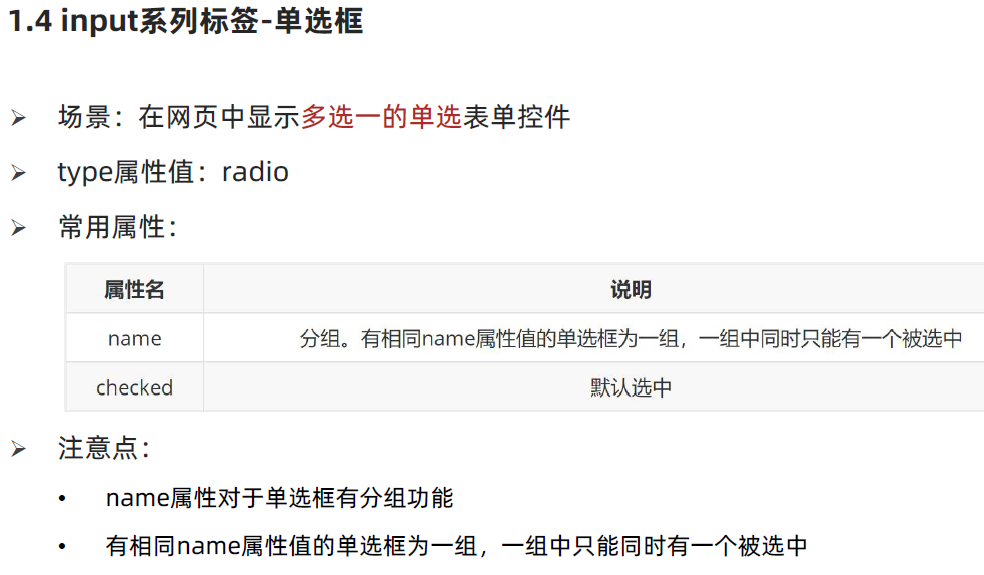 1.4 input系列标签-单选框
场景：在网页中显示多选一的单选表单控件
type属性值：radio
常用属性：
属性名 说明
name 分组。有相同name属性值的单选框为一组，一组中同时只能有一个被选中
checked 默认选中
注意点：
name属性对于单选框有分组功能
有相同name属性值的单选框为一组，一组中只能同时有一个被选中